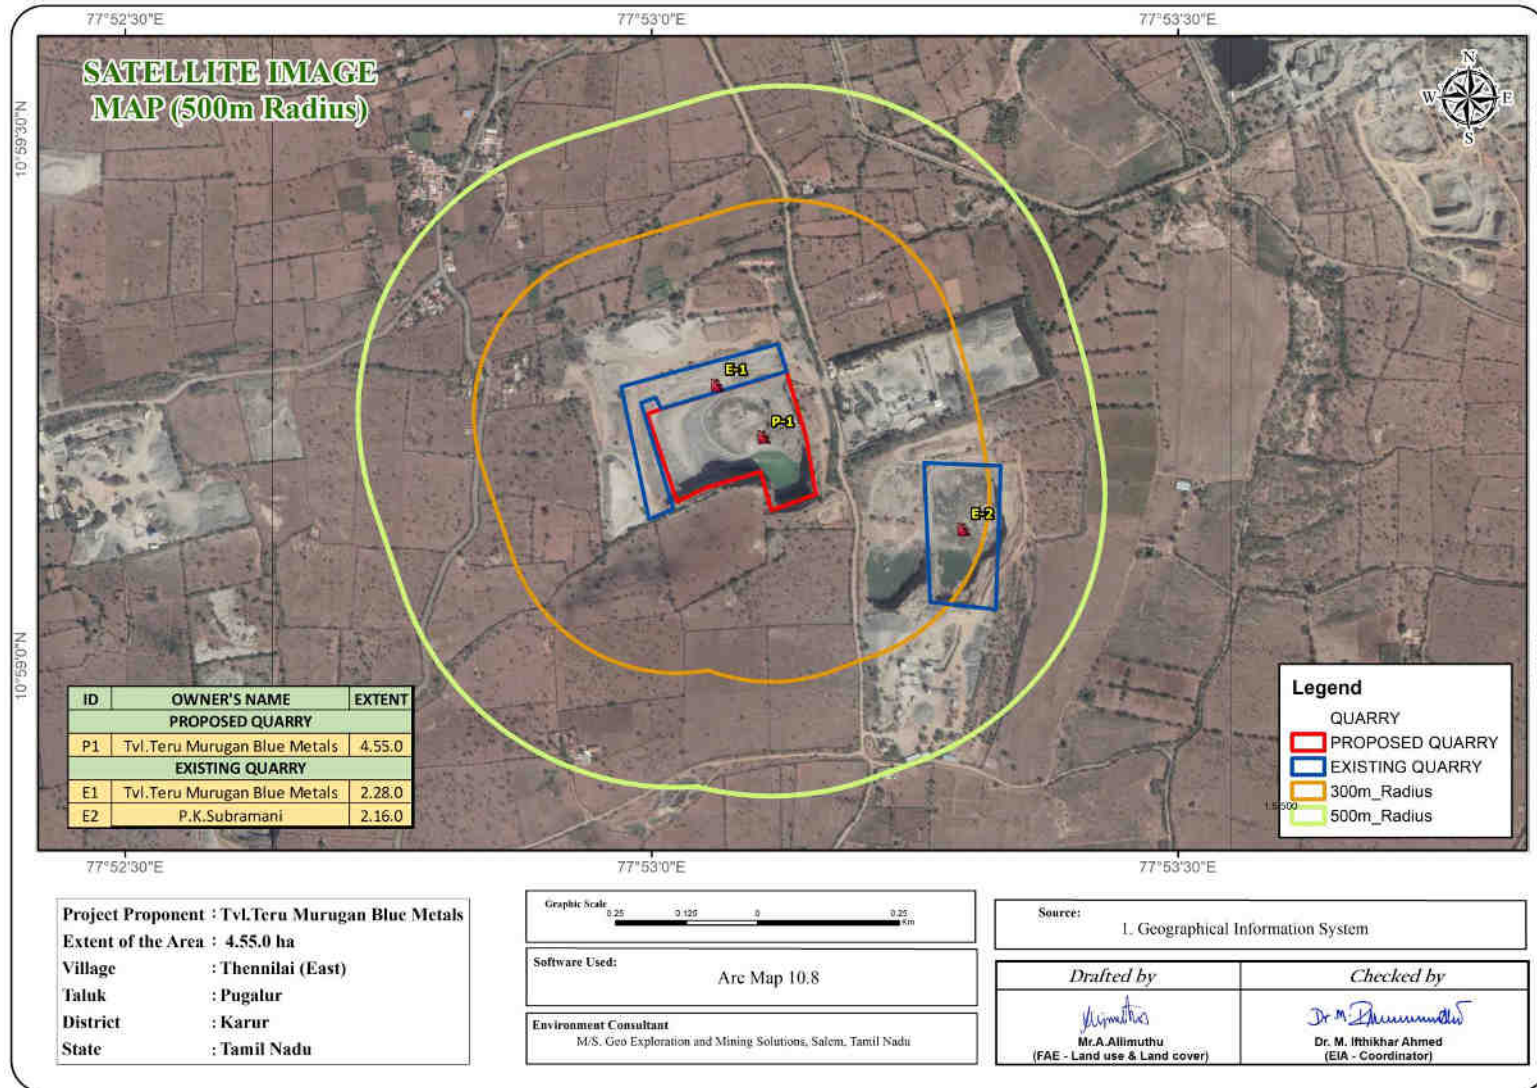 77°52'30"E 77°53'0"E 77°53'30"E
SATELLITE IMAGE
MAP (500m Radius)
N
W E
S
10°59'30"N
10°59'0"N
E-1
P-1
E-2
ID OWNER'S NAME EXTENT
PROPOSED QUARRY
P1 Tvl.Teru Murugan Blue Metals 4.55.0
EXISTING QUARRY
E1 Tvl.Teru Murugan Blue Metals 2.28.0
E2 P.K.Subramani 2.16.0
Legend
QUARRY
PROPOSED QUARRY
EXISTING QUARRY
300m_Radius
500m_Radius
77°52'30"E 77°53'0"E 77°53'30"E
Project Proponent : Tvl.Teru Murugan Blue Metals
Extent of the Area : 4.55.0 ha
Village : Thennilai (East)
Taluk : Pugalur
District : Karur
State : Tamil Nadu
Graphic Scale
0.25 0.125 0 0.25
Km
Software Used:
Arc Map 10.8
Environment Consultant
M/S. Geo Exploration and Mining Solutions, Salem, Tamil Nadu
Source:
1. Geographical Information System
Drafted by
Mr.A.Allimuthu
(FAE - Land use & Land cover)
Checked by
Dr. M. Ifthikhar Ahmed
(EIA - Coordinator)